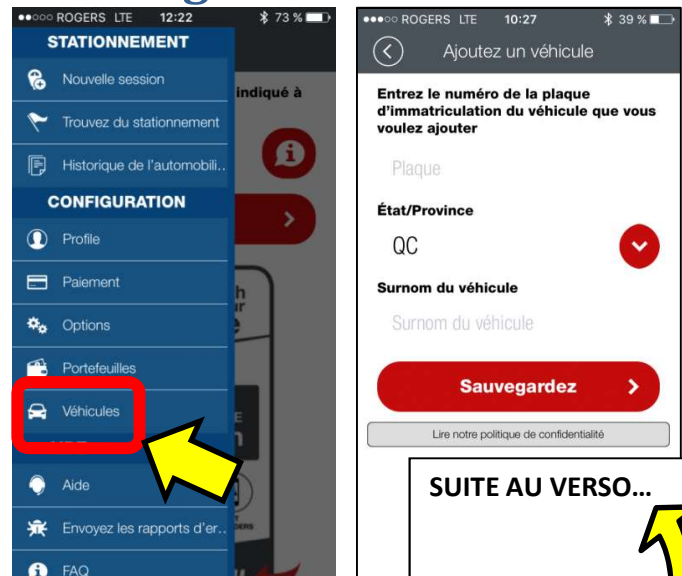 ROGERS LTE 12:22 73 %
STATIONNEMENT
Nouvelle session
Trouvez du stationnement
Historique de l'automobili..
CONFIGURATION
Profile
Paiement
Options
Portefeuilles
Véhicules
Aide
Envoyez les rapports d'er..
FAQ
indiqué à
ROGERS LTE 10:27 39 %
Ajoutez un véhicule
Entrez le numéro de la plaque
d'immatriculation du véhicule que vous
voulez ajouter
Plaque
État/Province
QC
Surnom du véhicule
Surnom du véhicule
Sauvegardez
Lire notre politique de confidentialité
SUITE AU VERSO...